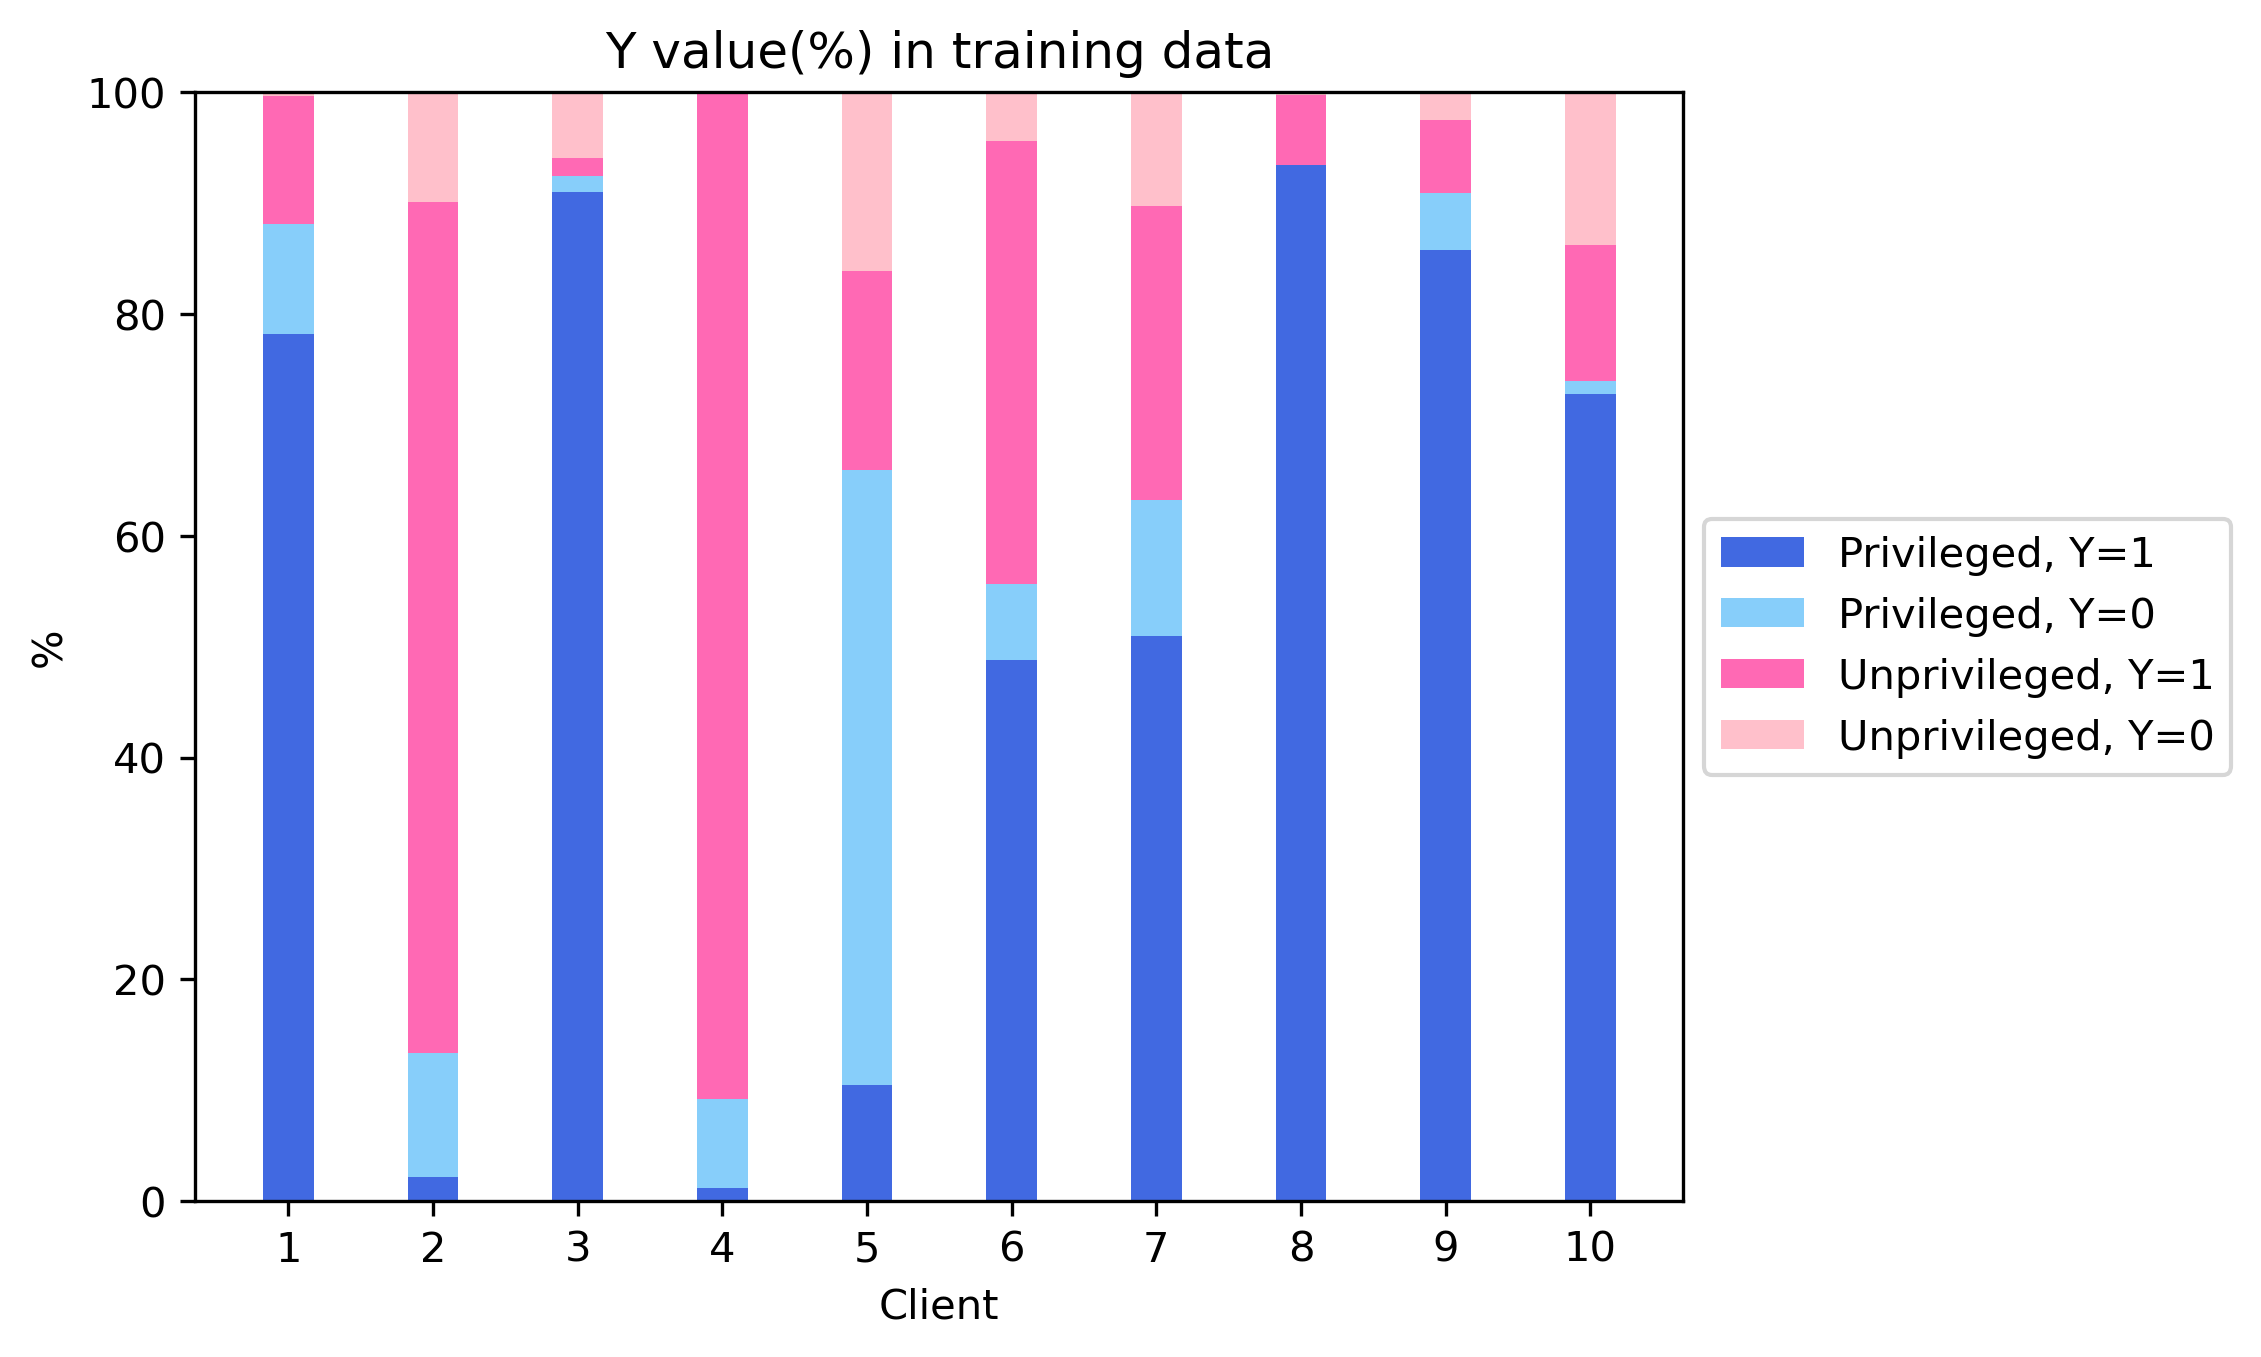 Y value(%) in training data
100
80
60
40
20
0
%
1 2 3 4 5 6 7 8 9 10
Client
Privileged, Y=1
Privileged, Y=0
Unprivileged, Y=1
Unprivileged, Y=0